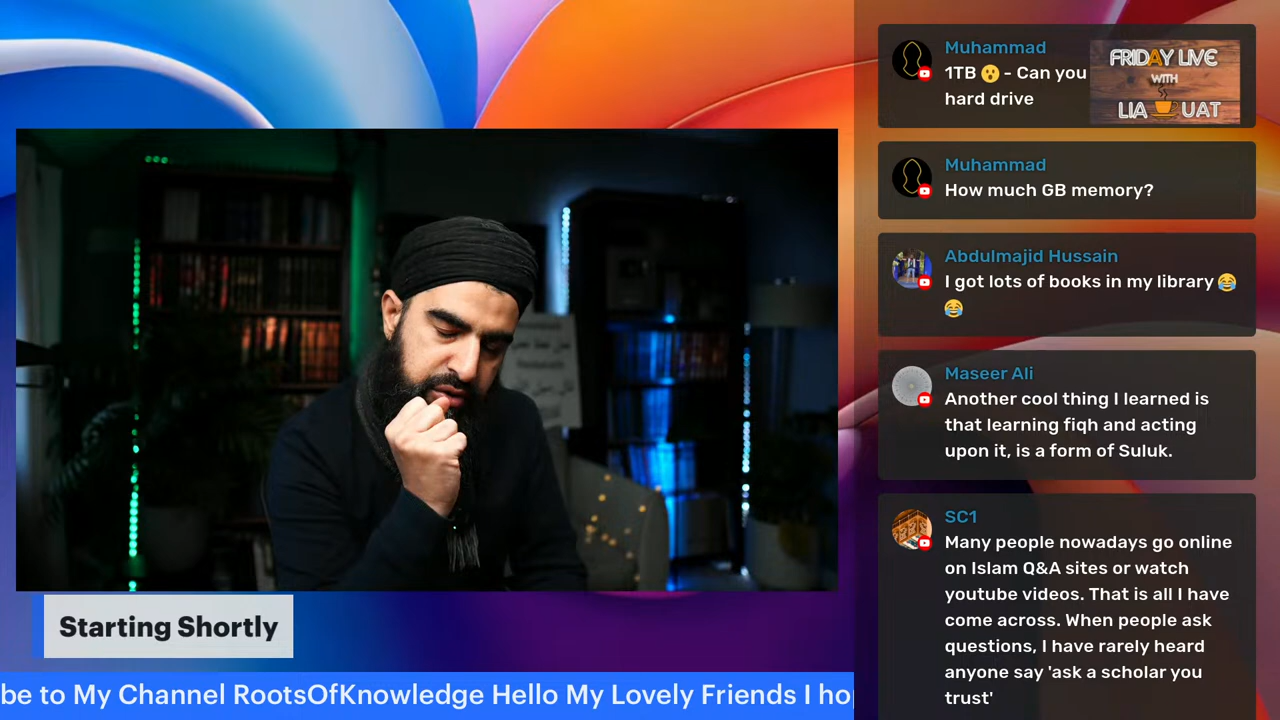 Muhammad
1TB 😮 - Can you
hard drive
FRIDAY LIVE
WITH
LIA UAT
Muhammad
How much GB memory?
Abdulmajid Hussain
I got lots of books in my library 😂
😂
Maseer Ali
Another cool thing I learned is
that learning fiqh and acting
upon it, is a form of Suluk.
SC1
Many people nowadays go online
on Islam Q&A sites or watch
youtube videos. That is all I have
come across. When people ask
questions, I have rarely heard
anyone say 'ask a scholar you
trust'
Starting Shortly
be to My Channel RootsOfKnowledge Hello My Lovely Friends I ho